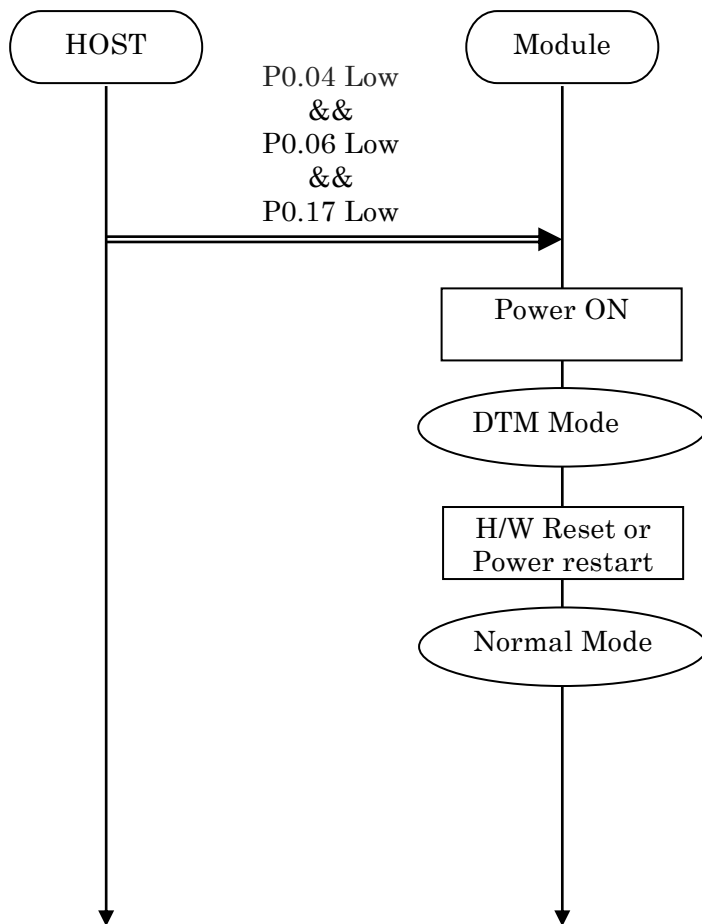 HOST
Module
P0.04 Low
&&
P0.06 Low
&&
P0.17 Low
Power ON
DTM Mode
H/W Reset or
Power restart
Normal Mode